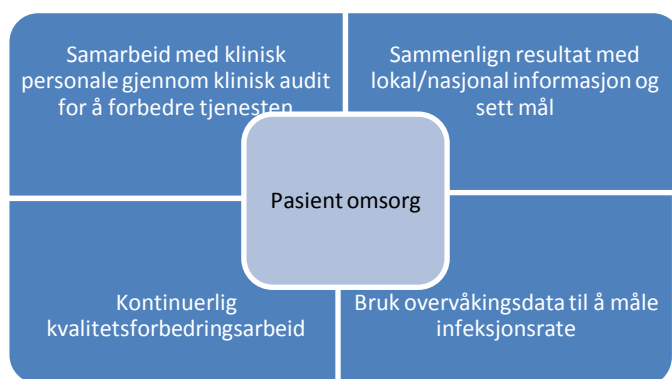 Samarbeid med klinisk
personale gjennom klinisk audit
for å forbedre tjenesten
Sammenlign resultat med
lokal/nasjonal informasjon og
sett mål
Pasient omsorg
Kontinuerlig
kvalitetsforbedringsarbeid
Bruk overvåkingsdata til å måle
infeksjonsrate